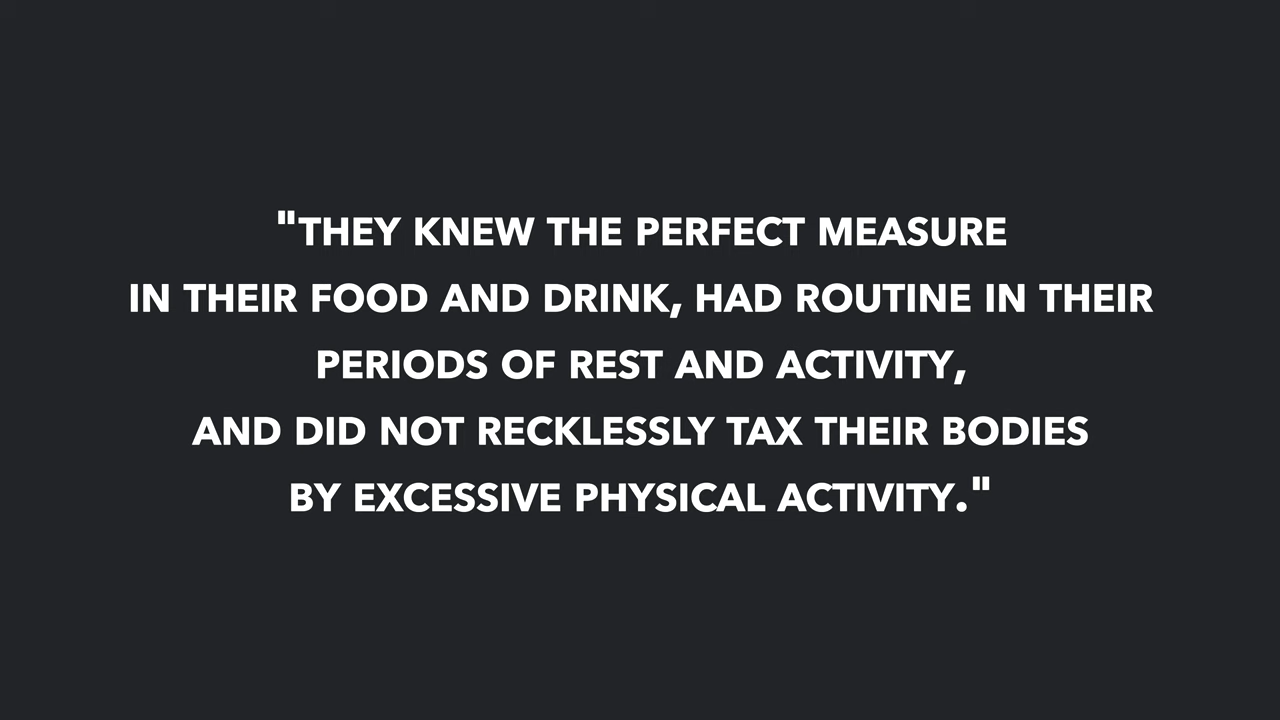 "THEY KNEW THE PERFECT MEASURE
IN THEIR FOOD AND DRINK, HAD ROUTINE IN THEIR
PERIODS OF REST AND ACTIVITY,
AND DID NOT RECKLESSLY TAX THEIR BODIES
BY EXCESSIVE PHYSICAL ACTIVITY."